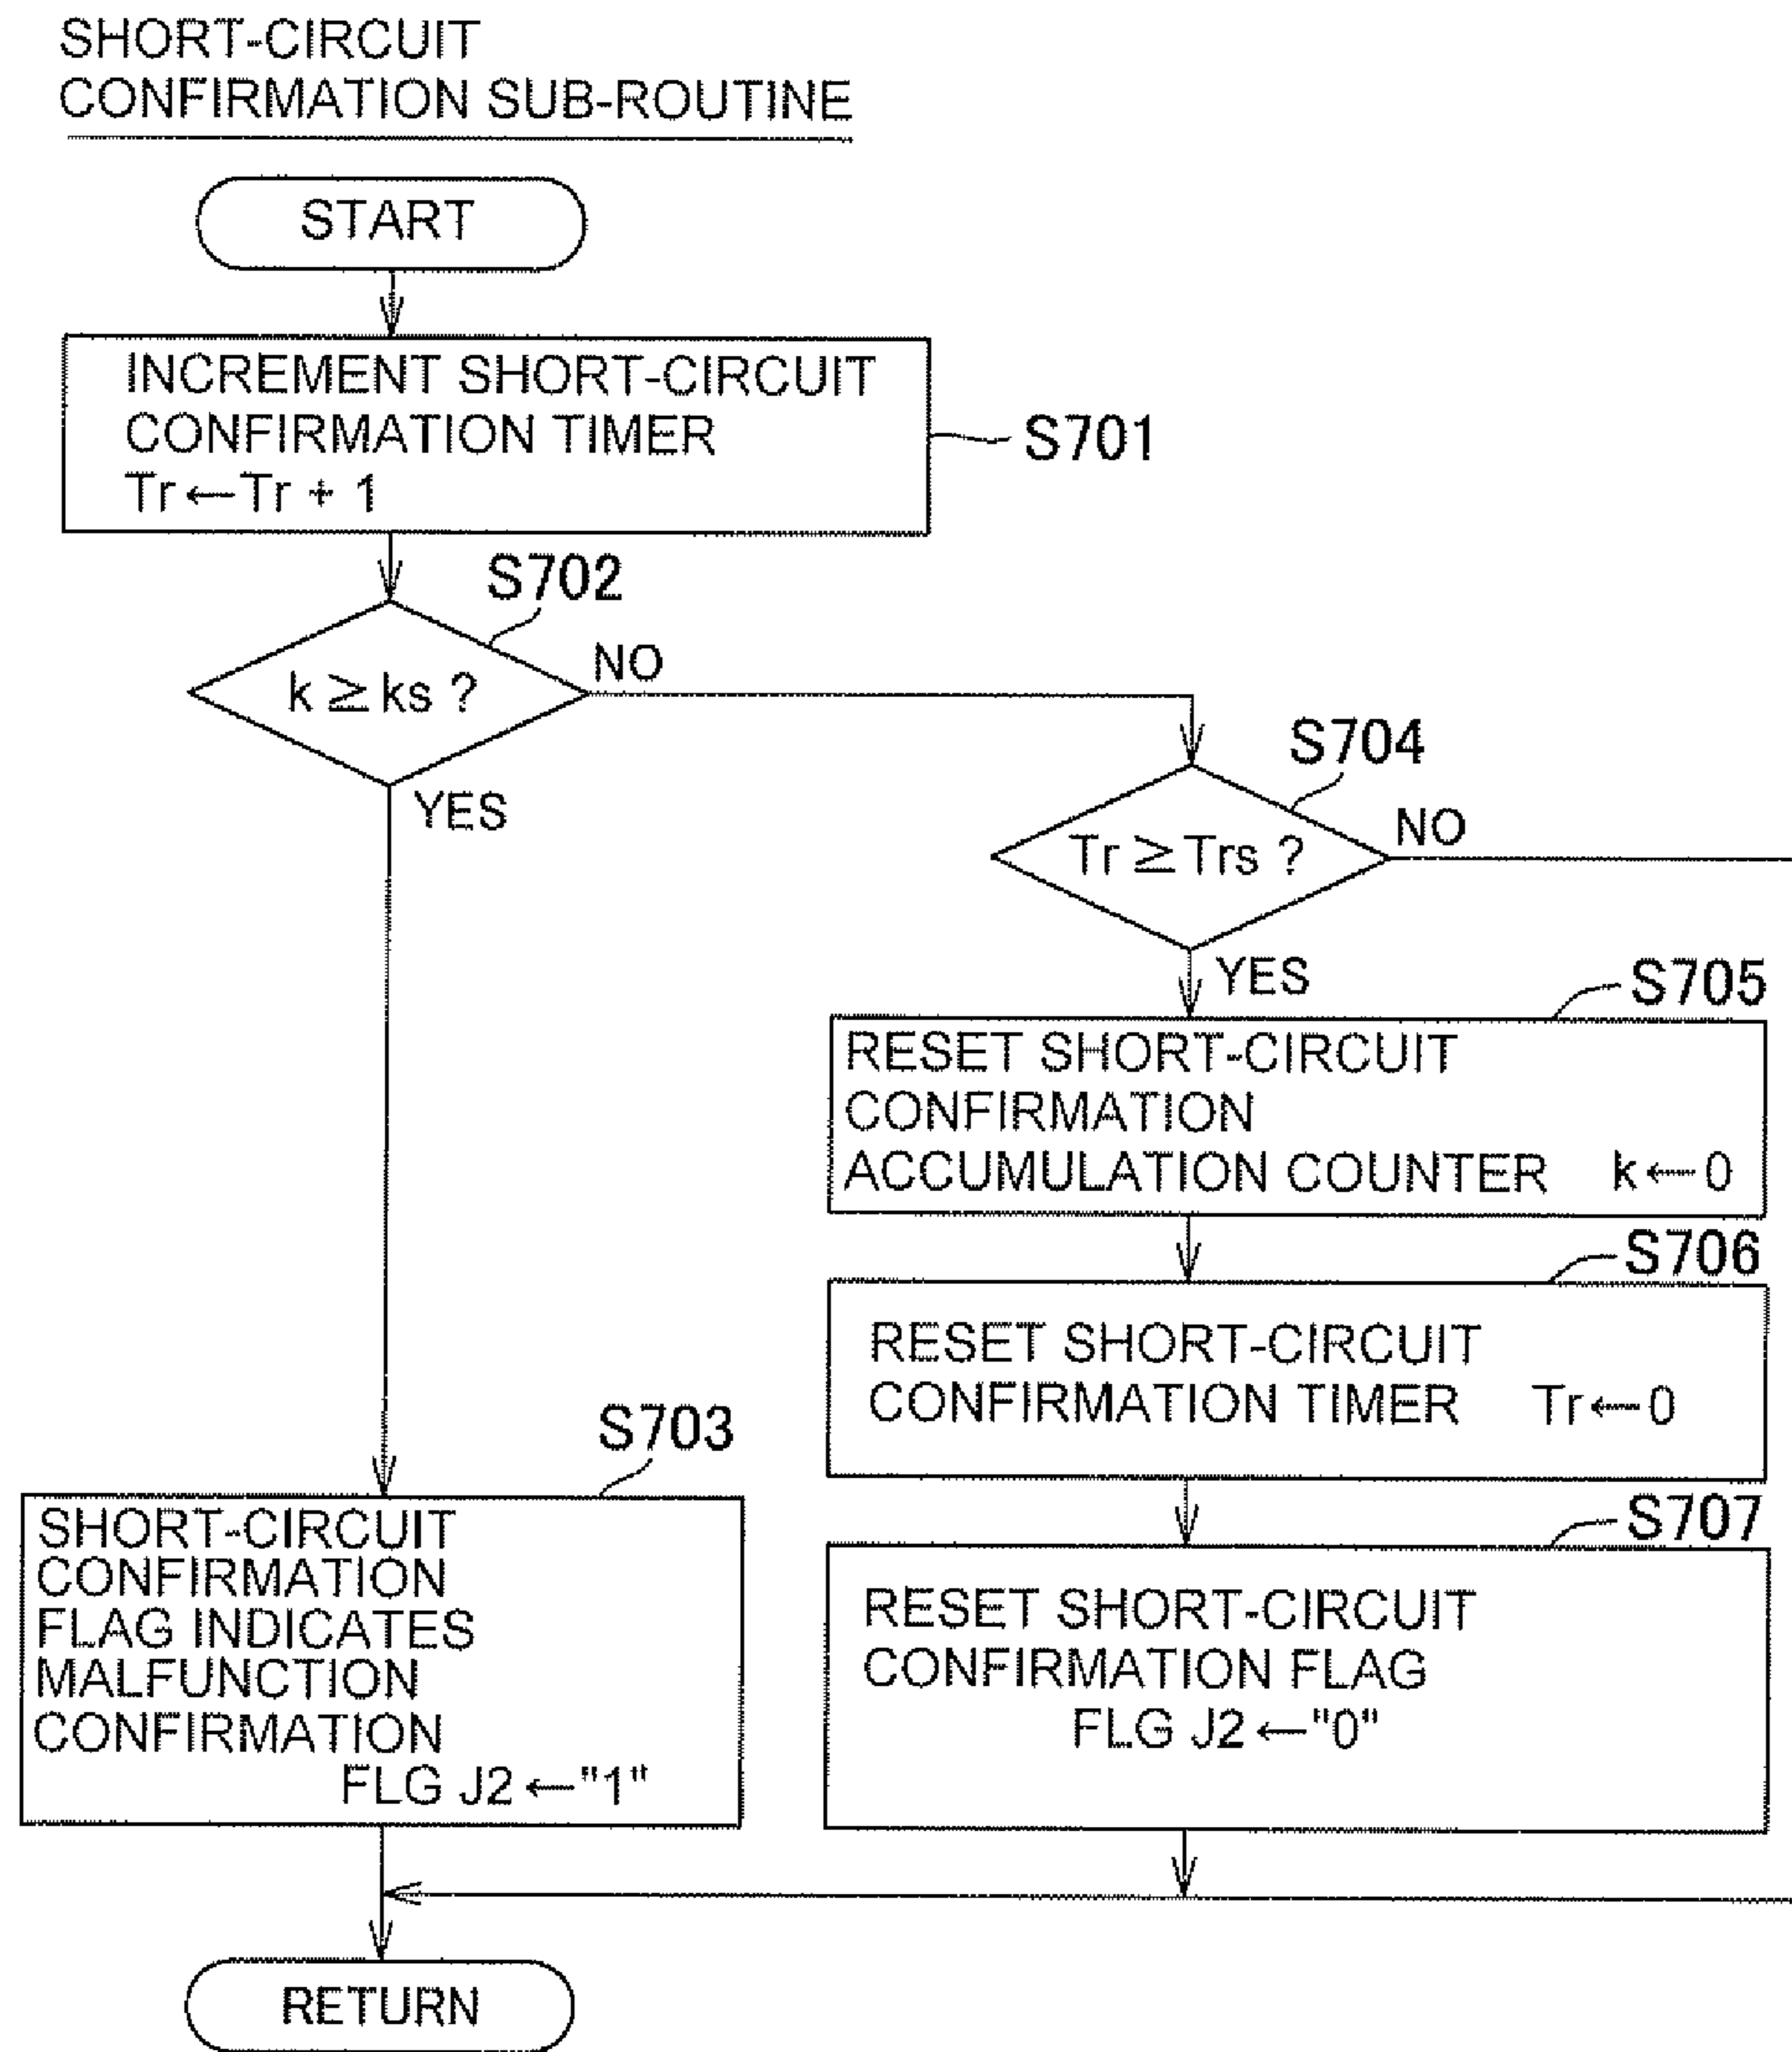 SHORT-CIRCUIT
CONFIRMATION SUB-ROUTINE
START
INCREMENT SHORT-CIRCUIT
CONFIRMATION TIMER
Tr ← Tr + 1
S701
S702
k ≥ ks ?
NO
YES
S704
Tr ≥ Trs ?
NO
YES
S705
RESET SHORT-CIRCUIT
CONFIRMATION
ACCUMULATION COUNTER k ← 0
S706
RESET SHORT-CIRCUIT
CONFIRMATION TIMER Tr ← 0
S703
SHORT-CIRCUIT
CONFIRMATION
FLAG INDICATES
MALFUNCTION
CONFIRMATION
FLG J2 ← "1"
S707
RESET SHORT-CIRCUIT
CONFIRMATION FLAG
FLG J2 ← "0"
RETURN